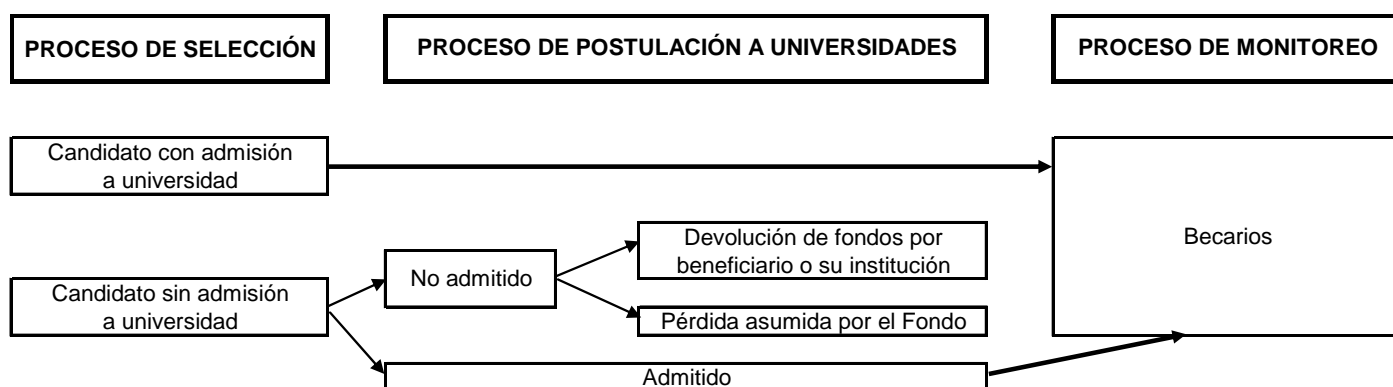 PROCESO DE SELECCIÓN
PROCESO DE POSTULACIÓN A UNIVERSIDADES
PROCESO DE MONITOREO
Candidato con admisión
a universidad
Becarios
Devolución de fondos por
beneficiario o su institución
No admitido
Candidato sin admisión
a universidad
Pérdida asumida por el Fondo
Admitido